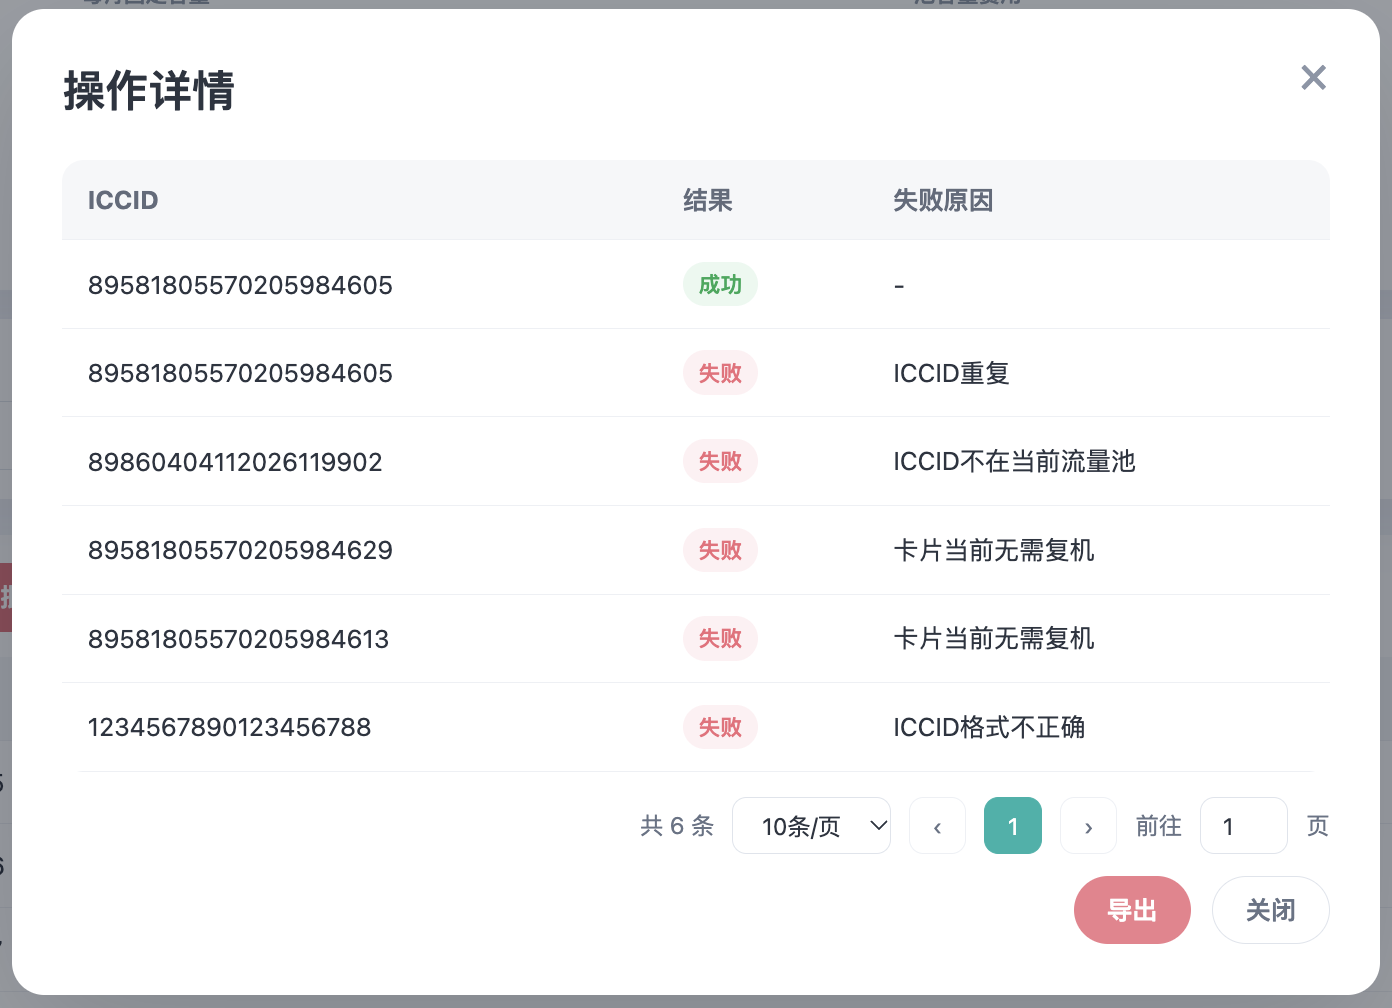 操作详情
ICCID 结果 失败原因
89581805570205984605 成功 -
89581805570205984605 失败 ICCID重复
89860404112026119902 失败 ICCID不在当前流量池
89581805570205984629 失败 卡片当前无需复机
89581805570205984613 失败 卡片当前无需复机
1234567890123456788 失败 ICCID格式不正确
共 6 条 10条/页 ‹ 1 › 前往 1 页
导出 关闭